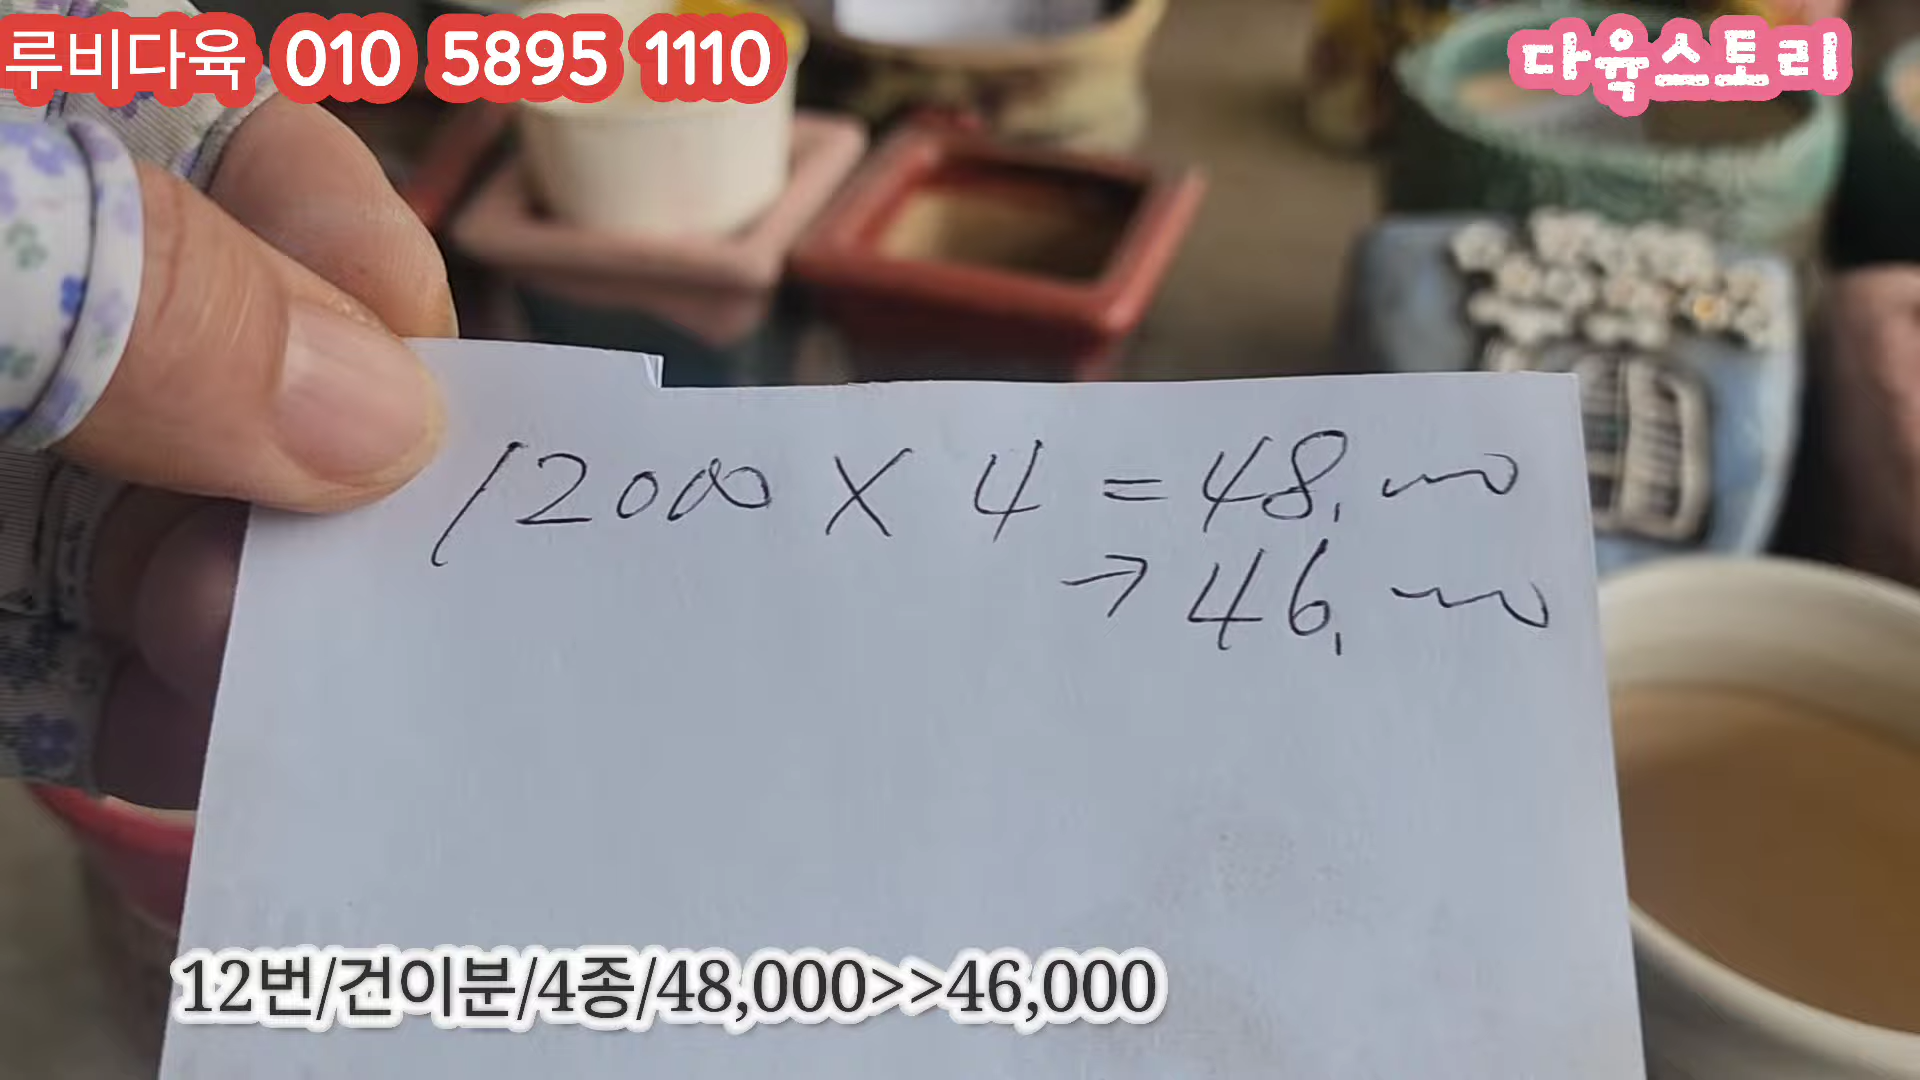 루비다육 010 5895 1110
다육스토리
12000 X 4 = 48,000
→ 46,000
12번/건이분/4종/48,000>>46,000